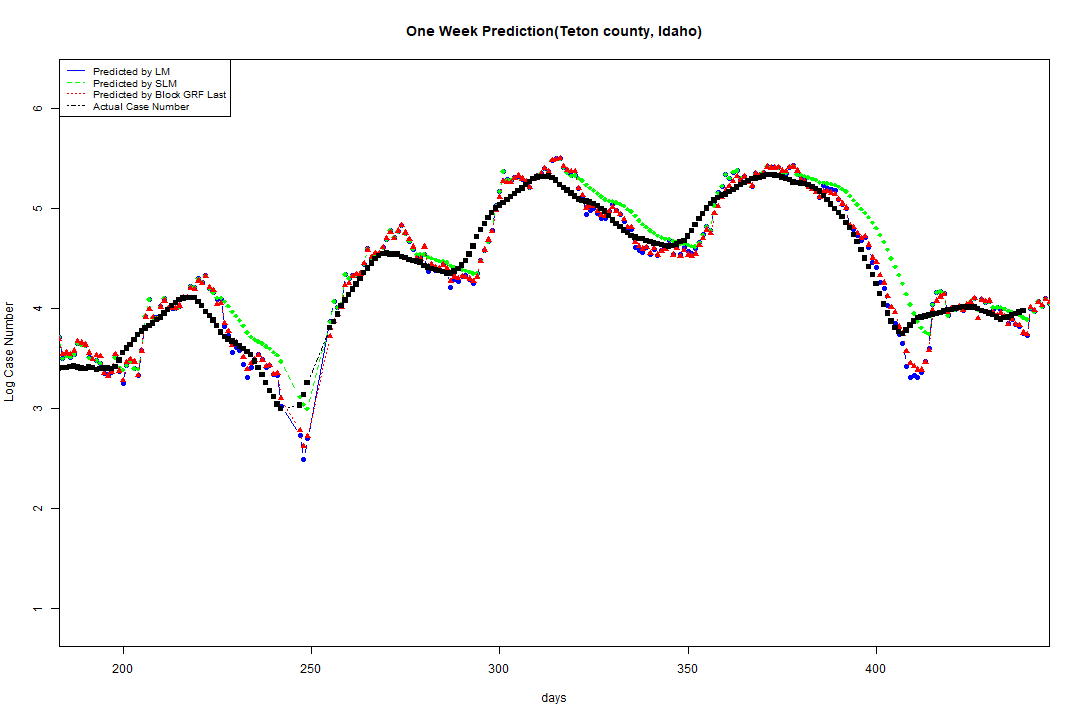 One Week Prediction(Teton county, Idaho)
Predicted by LM
Predicted by SLM
Predicted by Block GRF Last
Actual Case Number
Log Case Number
6
5
4
3
2
1
200 250 300 350 400
days